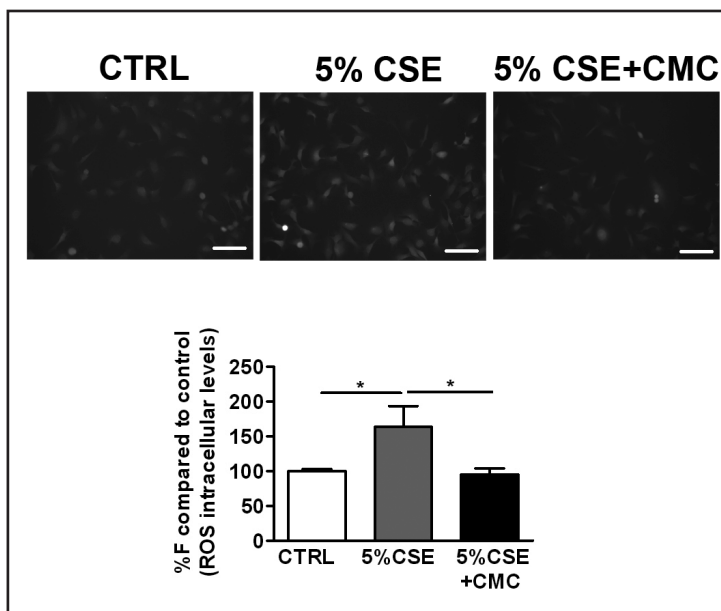 CTRL
5% CSE
5% CSE+CMC
%F compared to control
(ROS intracellular levels)
250
200
150
100
50
0
*
*
CTRL
5%CSE
5%CSE
+CMC